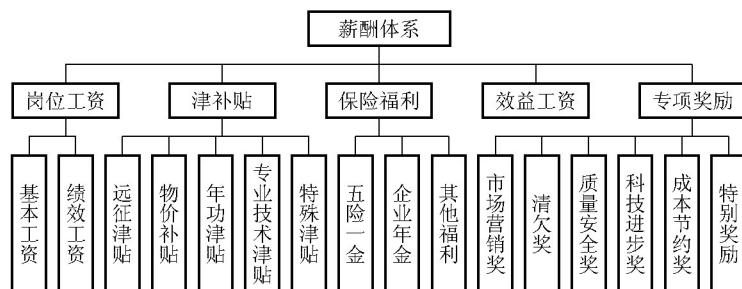 薪酬体系
岗位工资
津补贴
保险福利
效益工资
专项奖励
基本工资
绩效工资
远征津贴
物价补贴
年功津贴
专业技术津贴
特殊津贴
五险一金
企业年金
其他福利
市场营销奖
清欠奖
质量安全奖
科技进步奖
成本节约奖
特别奖励